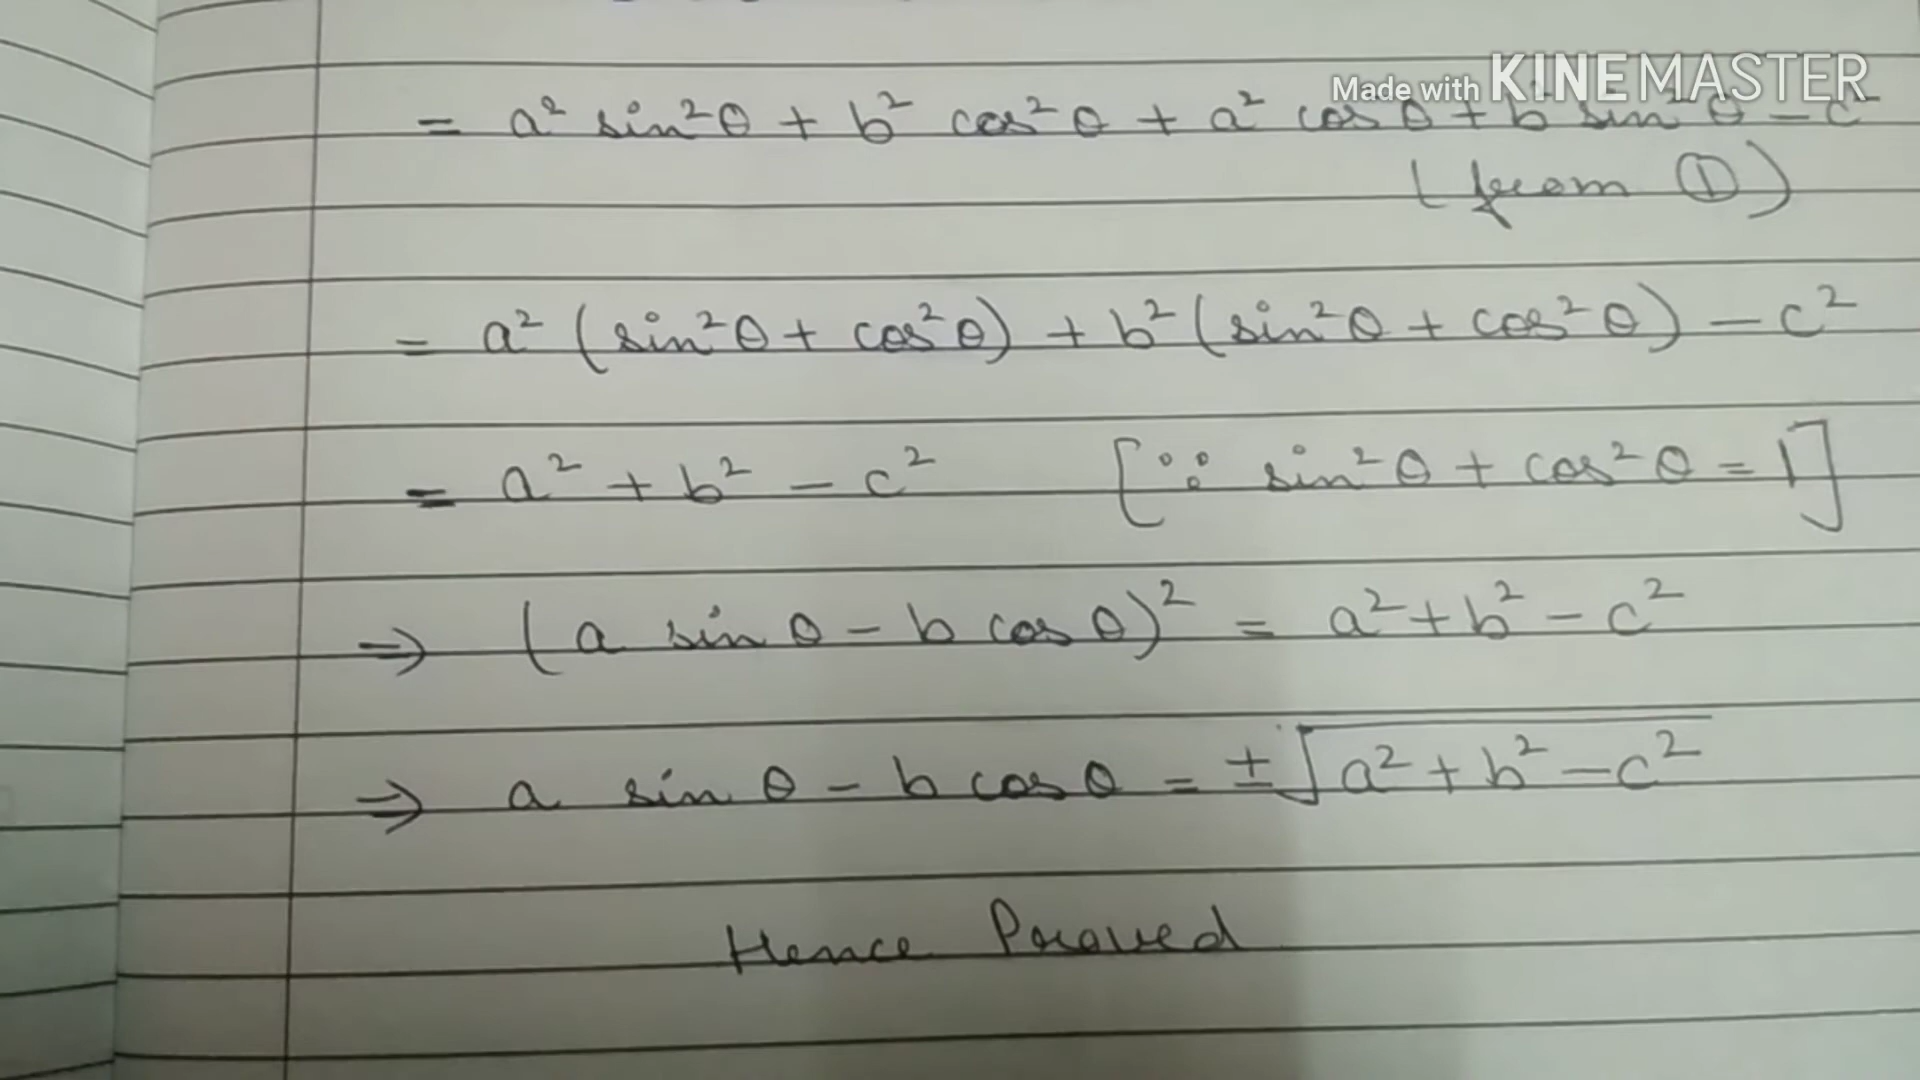 Made with KINEMASTER
= a² sin²θ + b² cos²θ + a² cos²θ + b² sin²θ - c²
(from ①)
= a² (sin²θ + cos²θ) + b² (sin²θ + cos²θ) - c²
= a² + b² - c² [∵ sin²θ + cos²θ = 1]
⇒ (a sin θ - b cos θ)² = a² + b² - c²
⇒ a sin θ - b cos θ = ±√a² + b² - c²
Hence Proved